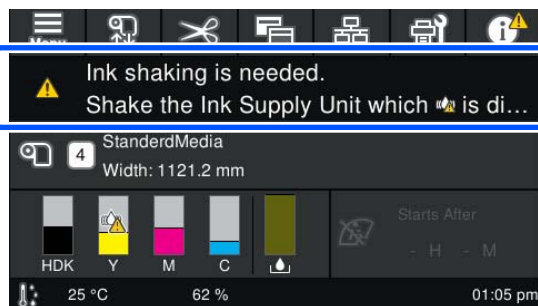 Menu
Ink shaking is needed.
Shake the Ink Supply Unit which is di...
4
StanderdMedia
Width: 1121.2 mm
Starts After
- H - M
HDK Y M C
25 °C 62 % 01:05 pm